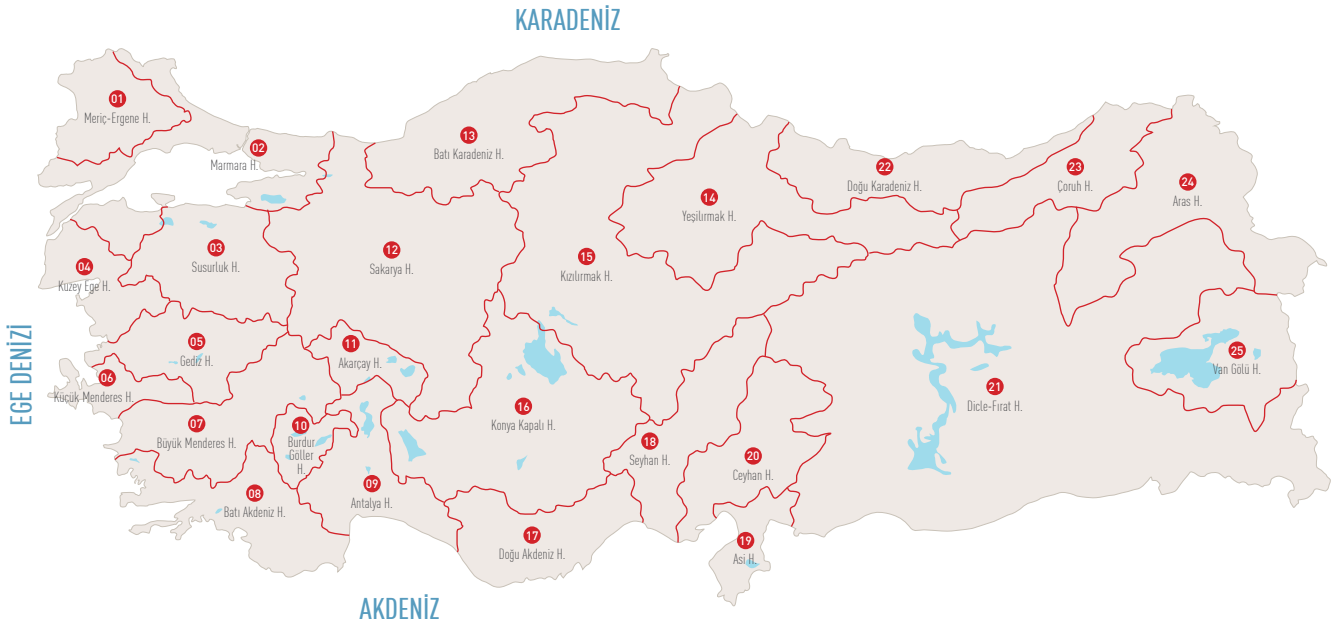 KARADENİZ
01
Meriç-Ergene H.
02
Marmara H.
13
Batı Karadeniz H.
22
Doğu Karadeniz H.
23
Çoruh H.
24
Aras H.
14
Yeşilırmak H.
03
Susurluk H.
12
Sakarya H.
15
Kızılırmak H.
04
Kuzey Ege H.
EGE DENİZİ
05
Gediz H.
11
Akarçay H.
25
Van Gölü H.
06
Küçük Menderes H.
21
Dicle-Fırat H.
16
Konya Kapalı H.
07
Büyük Menderes H.
10
Burdur
Göller
H.
18
Seyhan H.
20
Ceyhan H.
09
Antalya H.
08
Batı Akdeniz H.
17
Doğu Akdeniz H.
19
Asi H.
AKDENİZ